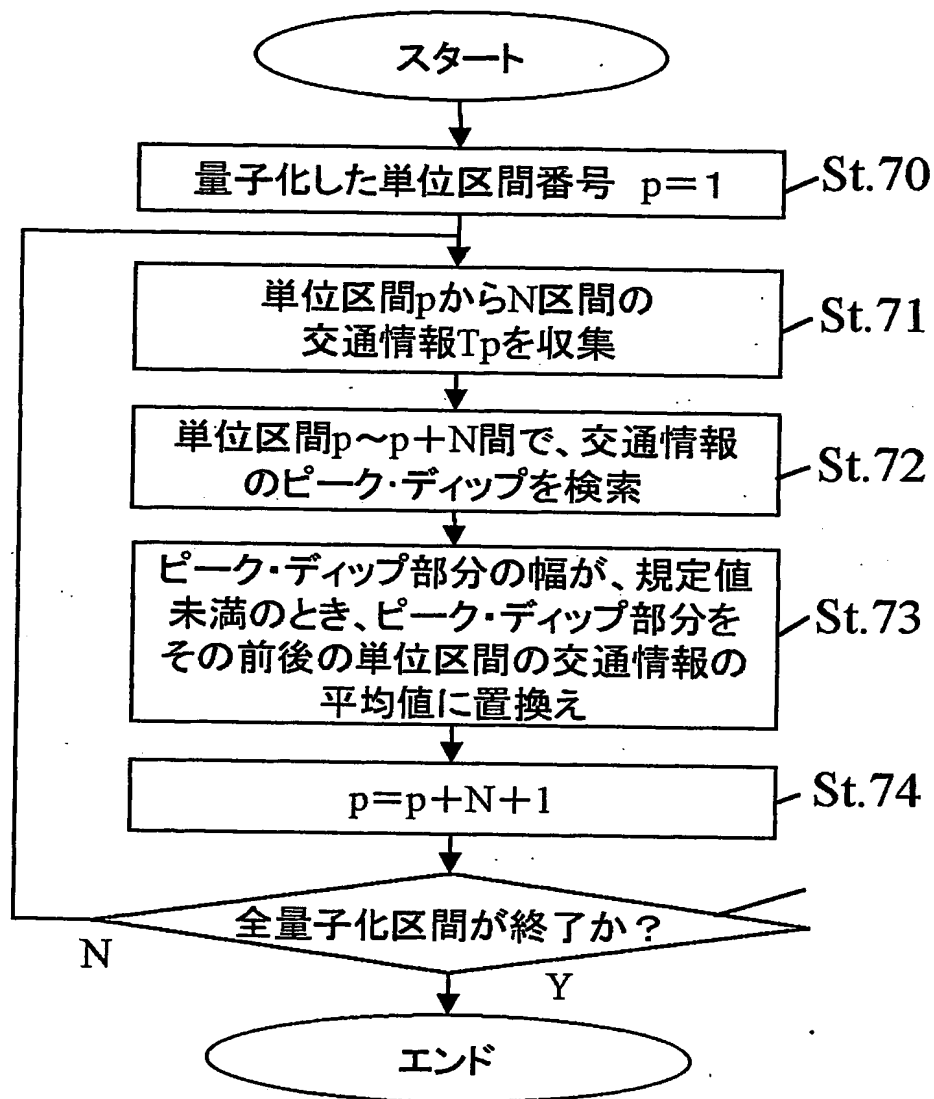 スタート
量子化した単位区間番号 p=1
St.70
単位区間pからN区間の
交通情報Tpを収集
St.71
単位区間p～p+N間で、交通情報
のピーク・ディップを検索
St.72
ピーク・ディップ部分の幅が、規定値
未満のとき、ピーク・ディップ部分を
その前後の単位区間の交通情報の
平均値に置換え
St.73
p=p+N+1
St.74
全量子化区間が終了か?
N
Y
エンド